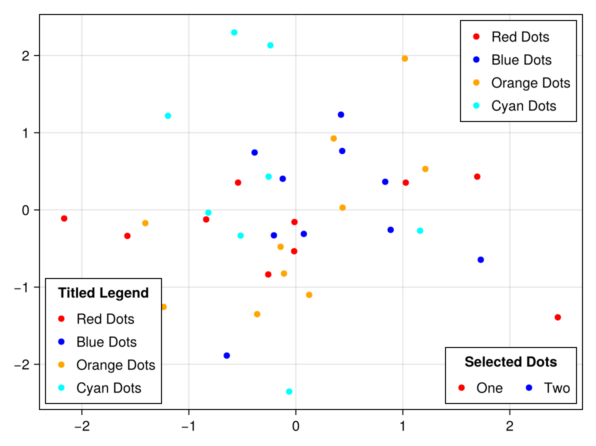 Red Dots
Blue Dots
Orange Dots
Cyan Dots
2
1
0
−1
−2
Titled Legend
Red Dots
Blue Dots
Orange Dots
Cyan Dots
Selected Dots
One Two
−2 −1 0 1 2